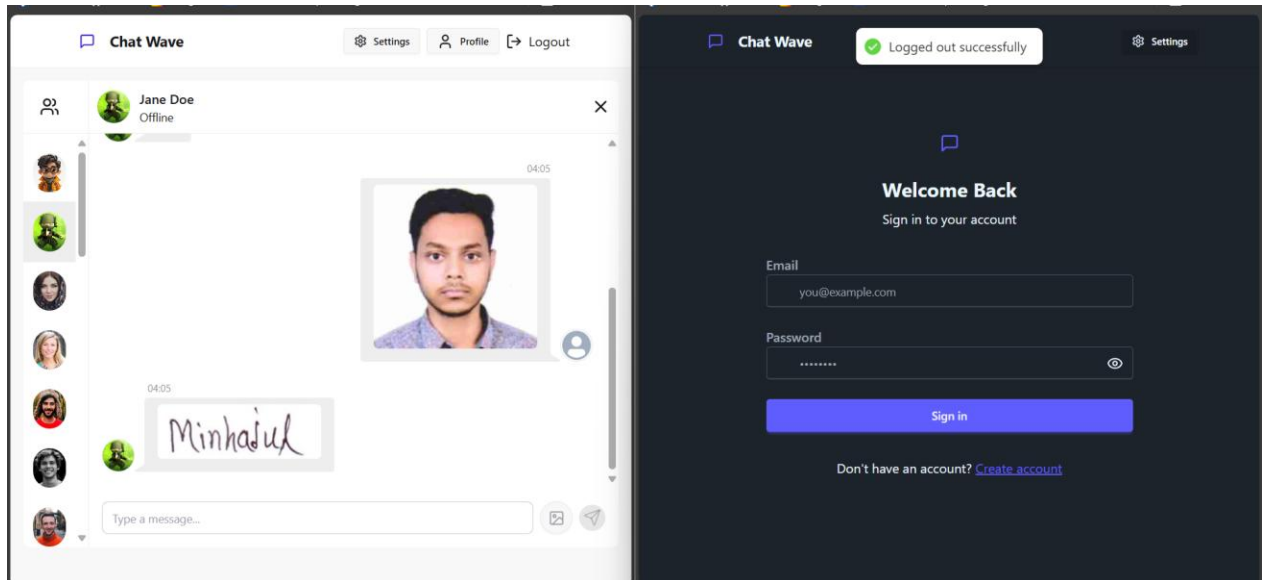 Chat Wave
Settings
Profile
Logout
Jane Doe
Offline
04:05
04:05
Minhajul
Type a message...
Chat Wave
Logged out successfully
Settings
Welcome Back
Sign in to your account
Email
you@example.com
Password
Sign in
Don't have an account? Create account